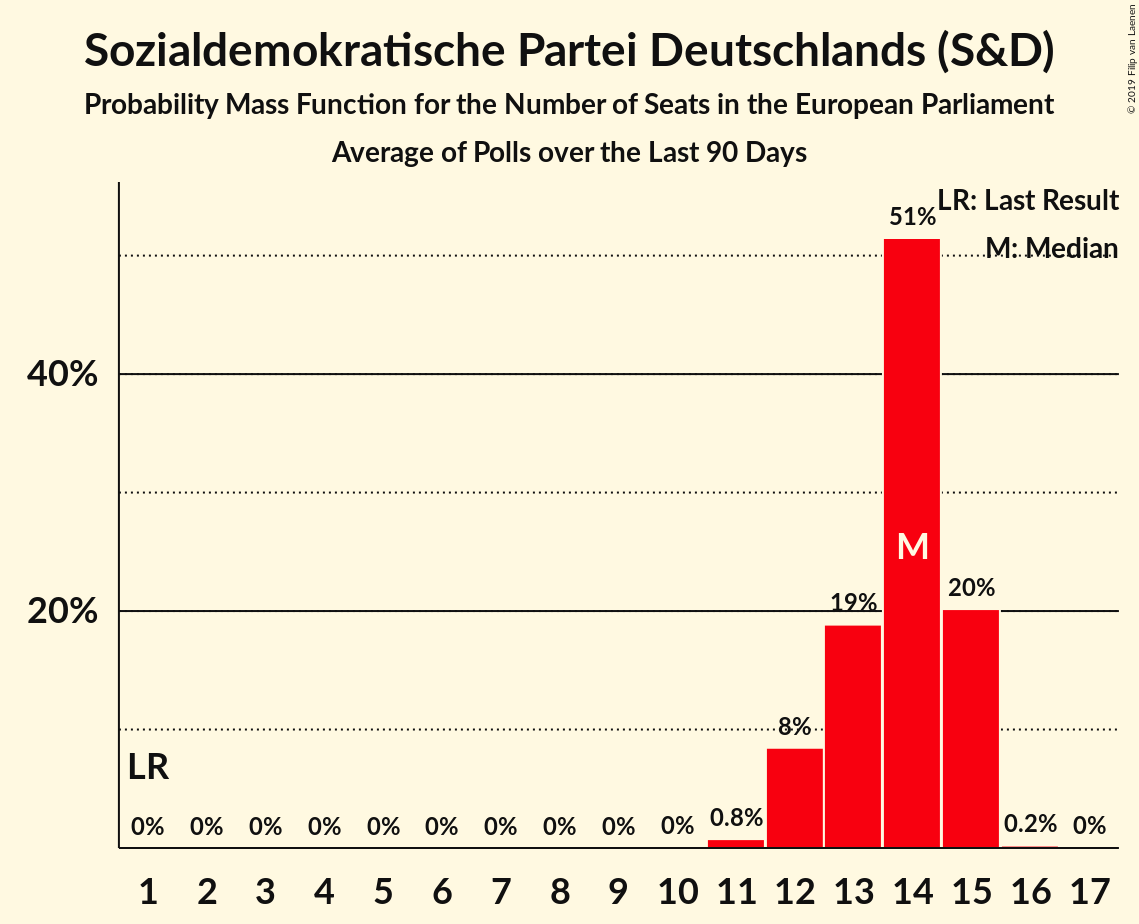 Sozialdemokratische Partei Deutschlands (S&D)
Probability Mass Function for the Number of Seats in the European Parliament
Average of Polls over the Last 90 Days
© 2019 Filip van Laenen
LR: Last Result
M: Median
51%
40%
M
20%
19%
20%
8%
LR
0% 0% 0% 0% 0% 0% 0% 0% 0% 0% 0.8% 0.2% 0%
1 2 3 4 5 6 7 8 9 10 11 12 13 14 15 16 17